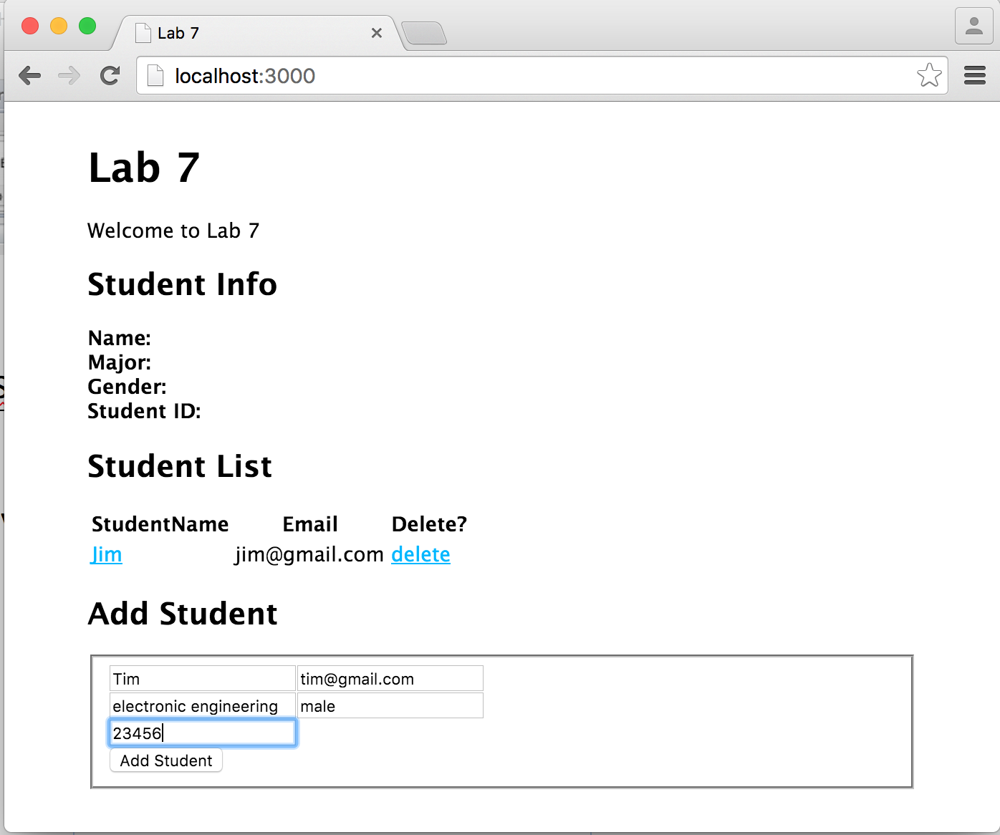 Lab 7
localhost:3000
Lab 7
Welcome to Lab 7
Student Info
Name:
Major:
Gender:
Student ID:
Student List
StudentName Email Delete?
Jim jim@gmail.com delete
Add Student
Tim tim@gmail.com
electronic engineering male
23456
Add Student